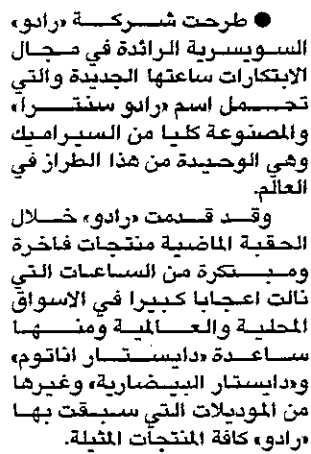 ● طرحت شركة «رادو»
السويسرية الرائدة في مجال
الابتكارات ساعتها الجديدة والتي
تحمل اسم «رادو سنترا»
والمصنوعة كليا من السيراميك
وهي الوحيدة من هذا الطراز في
العالم.
وقد قدمت «رادو» خلال
الحقبة الماضية منتجات فاخرة
ومبتكرة من الساعات التي
نالت اعجابا كبيرا في الاسواق
المحلية والعالمية ومنها
ساعدة «دايستار اناتوم»
و«دايستار البيضارية» وغيرها
من الموديلات التي سبقت بها
«رادو» كافة المنتجات المثيلة.